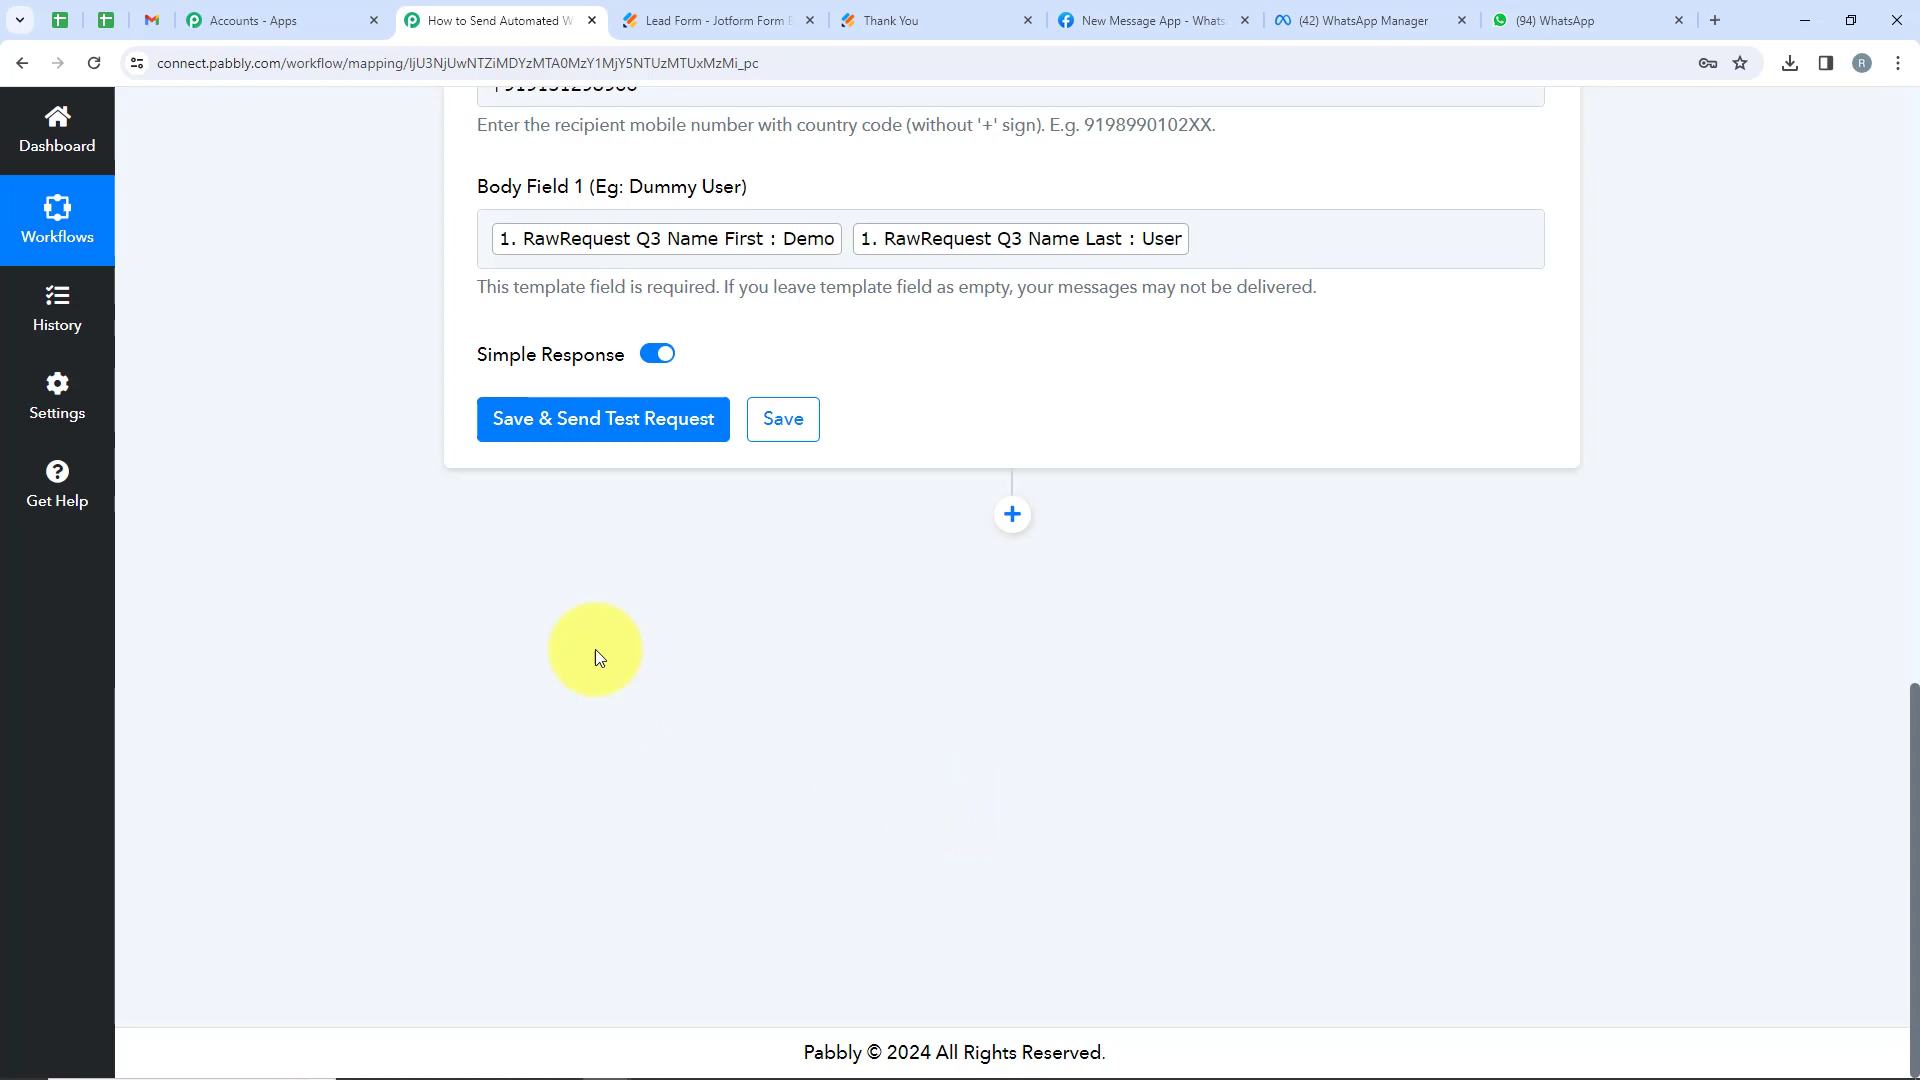 Accounts - Apps
How to Send Automated W
Lead Form - Jotform Form
Thank You
New Message App - Whats
(42) WhatsApp Manager
(94) WhatsApp
connect.pabbly.com/workflow/mapping/IjU3NjUwNTZiMDYzMTA0MzY1MjY5NTUzMTUxMzMi_pc
R
Dashboard
Workflows
History
Settings
Get Help
Enter the recipient mobile number with country code (without '+' sign). E.g. 9198990102XX.
Body Field 1 (Eg: Dummy User)
1. RawRequest Q3 Name First : Demo 1. RawRequest Q3 Name Last : User
This template field is required. If you leave template field as empty, your messages may not be delivered.
Simple Response
Save & Send Test Request Save
Pabbly © 2024 All Rights Reserved.